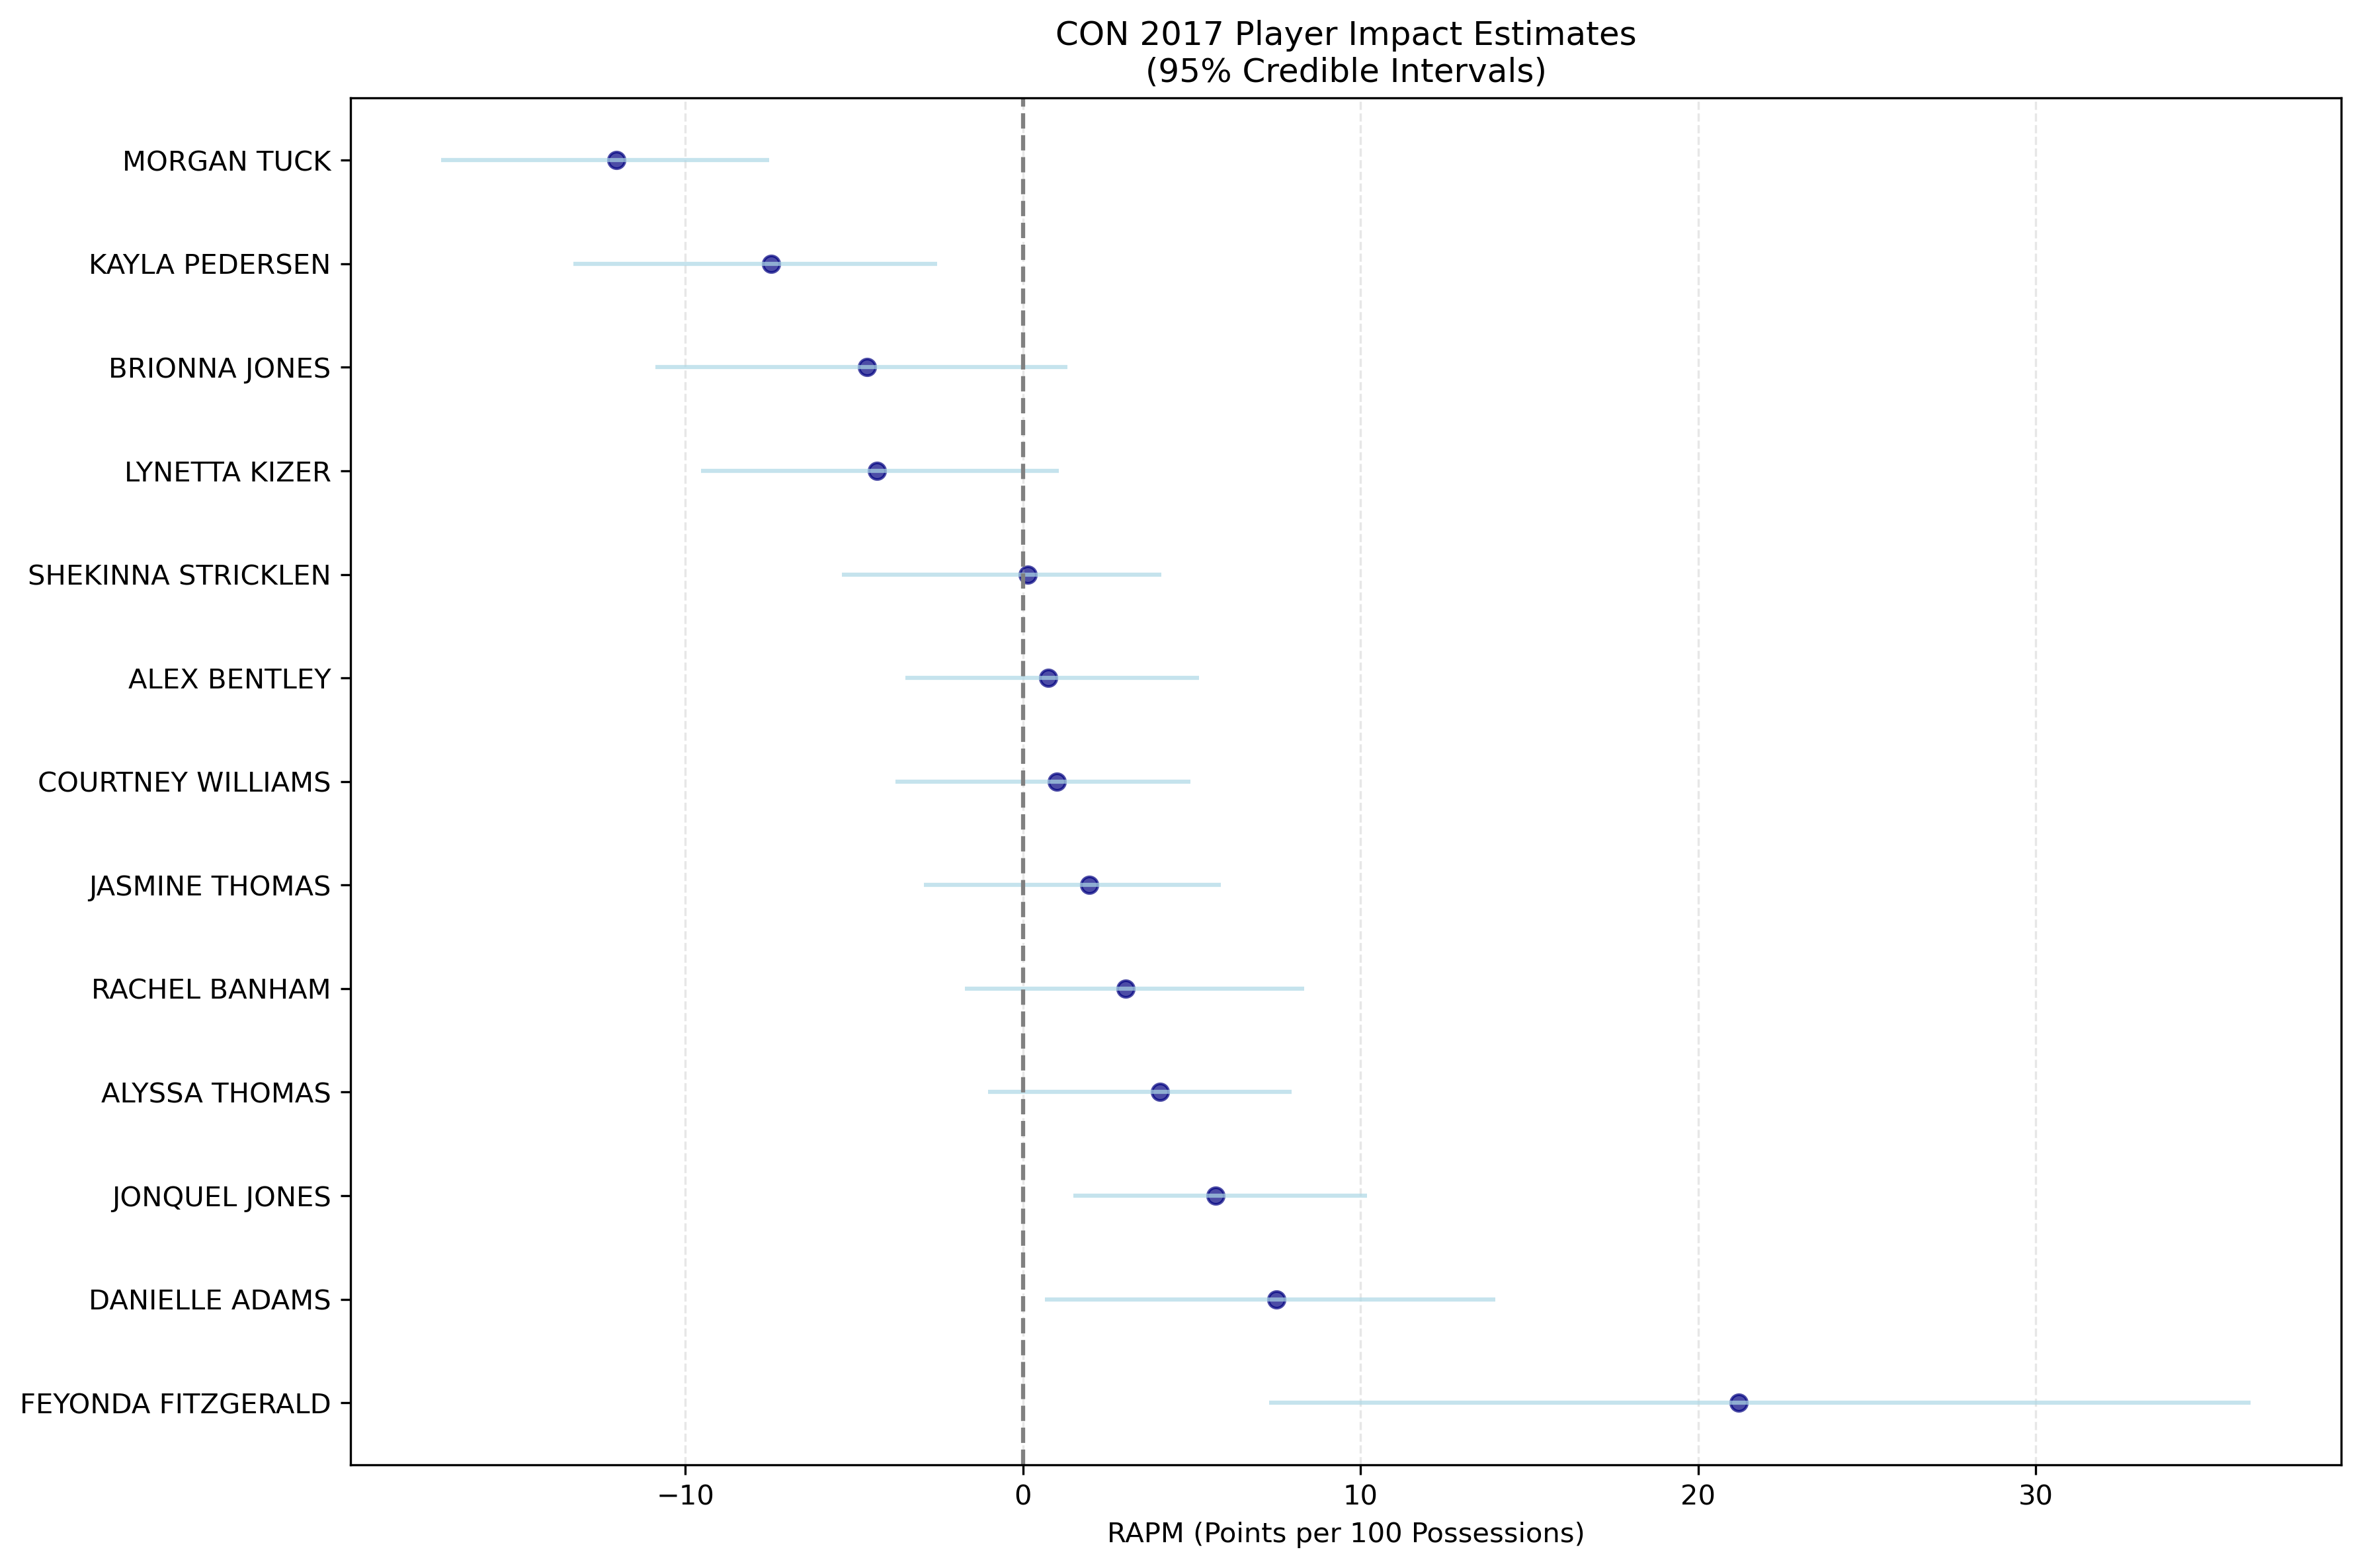 CON 2017 Player Impact Estimates
(95% Credible Intervals)
MORGAN TUCK
KAYLA PEDERSEN
BRIONNA JONES
LYNETTA KIZER
SHEKINNA STRICKLEN
ALEX BENTLEY
COURTNEY WILLIAMS
JASMINE THOMAS
RACHEL BANHAM
ALYSSA THOMAS
JONQUEL JONES
DANIELLE ADAMS
FEYONDA FITZGERALD
−10 0 10 20 30
RAPM (Points per 100 Possessions)